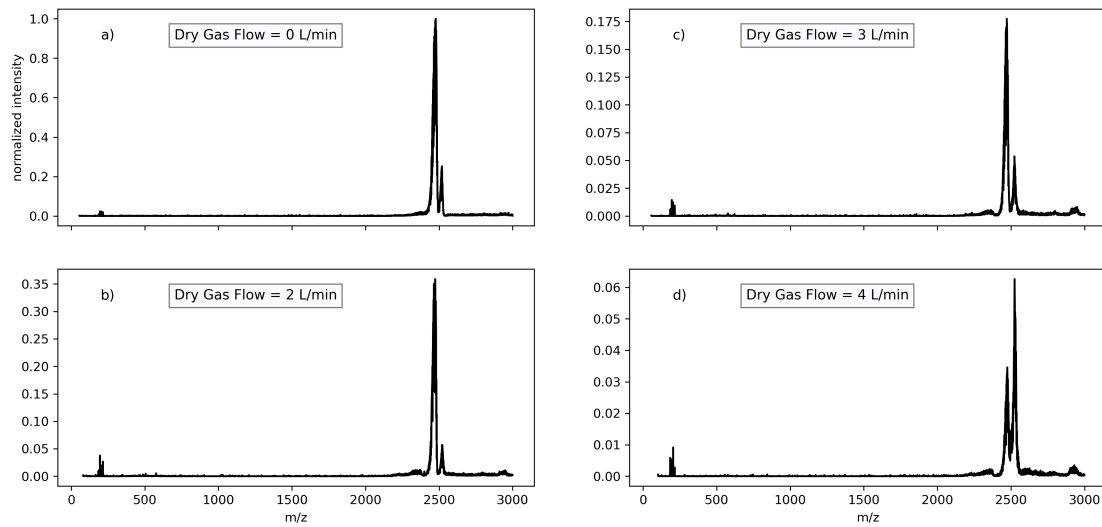 1.0
a)
Dry Gas Flow = 0 L/min
0.8
0.6
0.4
0.2
0.0
normalized intensity
0.175
c)
Dry Gas Flow = 3 L/min
0.150
0.125
0.100
0.075
0.050
0.025
0.000
0.35
b)
Dry Gas Flow = 2 L/min
0.30
0.25
0.20
0.15
0.10
0.05
0.00
0 500 1000 1500 2000 2500 3000
m/z
0.06
d)
Dry Gas Flow = 4 L/min
0.05
0.04
0.03
0.02
0.01
0.00
0 500 1000 1500 2000 2500 3000
m/z